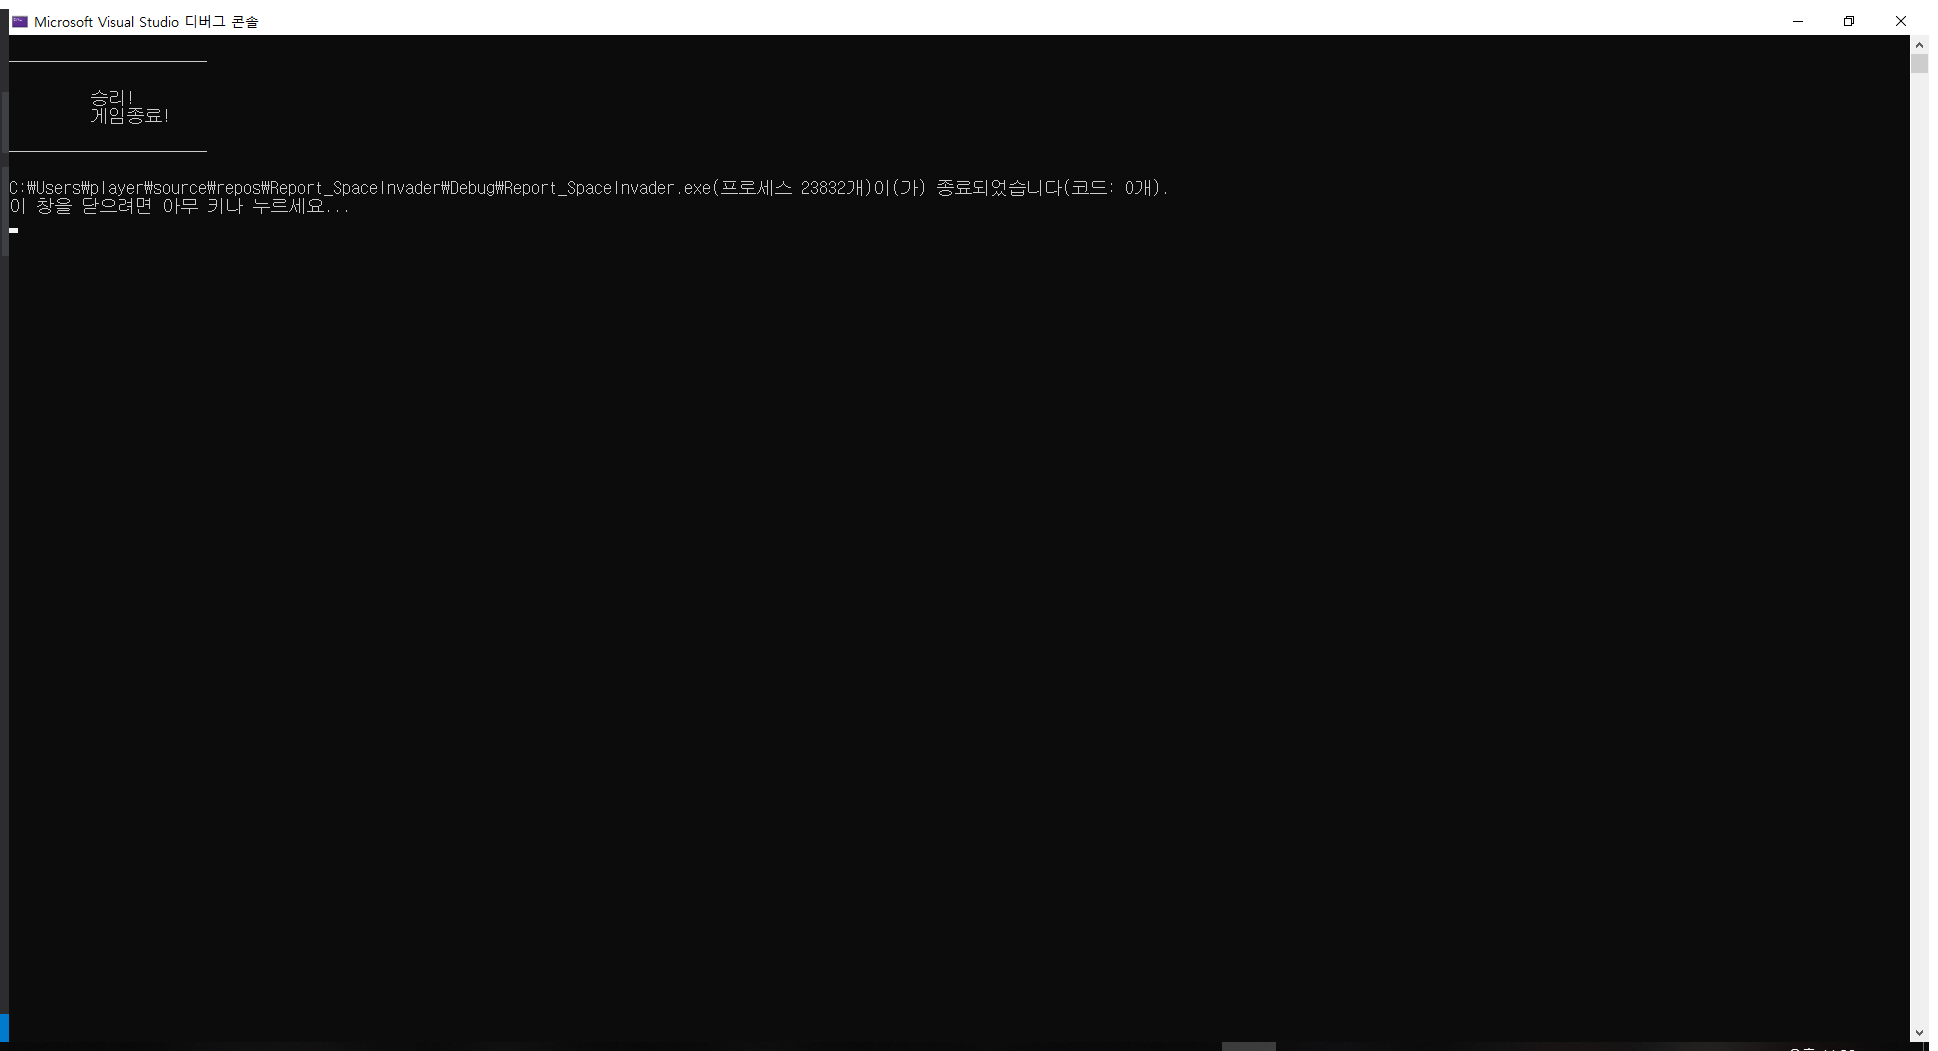 Microsoft Visual Studio 디버그 콘솔
승리!
게임종료!
C:₩Users₩player₩source₩repos₩Report_SpaceInvader₩Debug₩Report_SpaceInvader.exe(프로세스 23832개)이(가) 종료되었습니다(코드: 0개).
이 창을 닫으려면 아무 키나 누르세요...